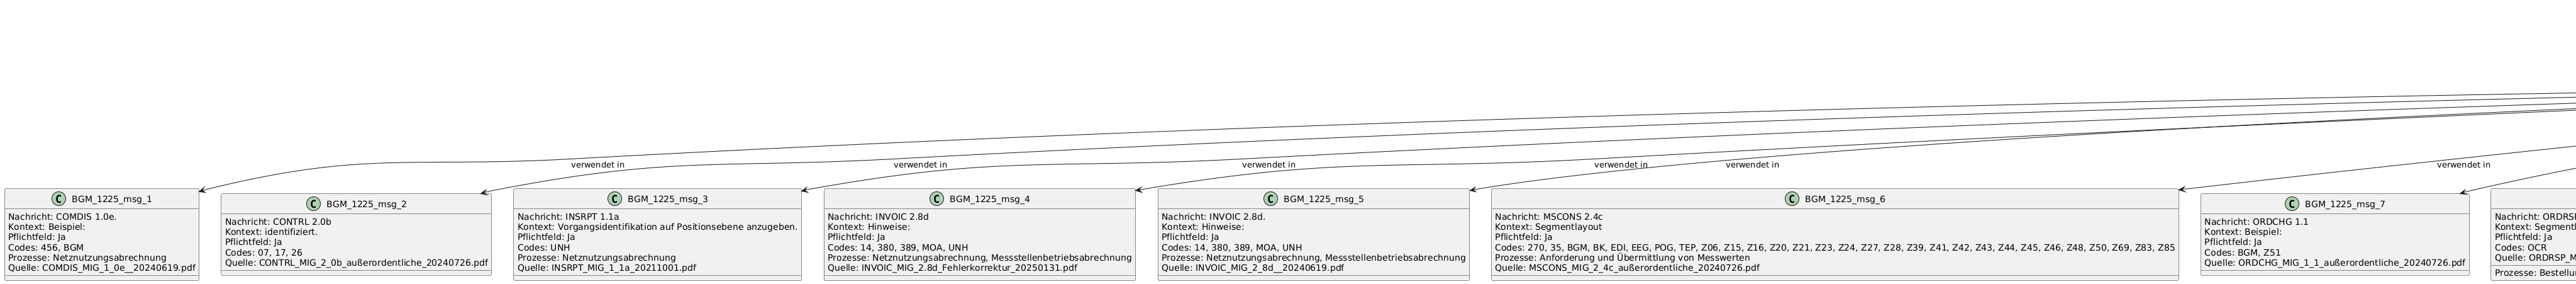 verwendet in
verwendet in
verwendet in
verwendet in
verwendet in
verwendet in
C BGM_1225_msg_1
Nachricht: COMDIS 1.0e.
Kontext: Beispiel:
Pflichtfeld: Ja
Codes: 456, BGM
Prozesse: Netznutzungsabrechnung
Quelle: COMDIS_MIG_1_0e__20240619.pdf
C BGM_1225_msg_2
Nachricht: CONTRL 2.0b
Kontext: identifiziert.
Pflichtfeld: Ja
Codes: 07, 17, 26
Quelle: CONTRL_MIG_2_0b_außerordentliche_20240726.pdf
C BGM_1225_msg_3
Nachricht: INSRPT 1.1a
Kontext: Vorgangsidentifikation auf Positionsebene anzugeben.
Pflichtfeld: Ja
Codes: UNH
Prozesse: Netznutzungsabrechnung
Quelle: INSRPT_MIG_1_1a_20211001.pdf
C BGM_1225_msg_4
Nachricht: INVOIC 2.8d
Kontext: Hinweise:
Pflichtfeld: Ja
Codes: 14, 380, 389, MOA, UNH
Prozesse: Netznutzungsabrechnung, Messstellenbetriebsabrechnung
Quelle: INVOIC_MIG_2.8d_Fehlerkorrektur_20250131.pdf
C BGM_1225_msg_5
Nachricht: INVOIC 2.8d.
Kontext: Hinweise:
Pflichtfeld: Ja
Codes: 14, 380, 389, MOA, UNH
Prozesse: Netznutzungsabrechnung, Messstellenbetriebsabrechnung
Quelle: INVOIC_MIG_2_8d__20240619.pdf
C BGM_1225_msg_6
Nachricht: MSCONS 2.4c
Kontext: Segmentlayout
Pflichtfeld: Ja
Codes: 270, 35, BGM, BK, EDI, EEG, POG, TEP, Z06, Z15, Z16, Z20, Z21, Z23, Z24, Z27, Z28, Z39, Z41, Z42, Z43, Z44, Z45, Z46, Z48, Z50, Z69, Z83, Z85
Prozesse: Anforderung und Übermittlung von Messwerten
Quelle: MSCONS_MIG_2_4c_außerordentliche_20240726.pdf
C BGM_1225_msg_7
Nachricht: ORDCHG 1.1
Kontext: Beispiel:
Pflichtfeld: Ja
Codes: BGM, Z51
Quelle: ORDCHG_MIG_1_1_außerordentliche_20240726.pdf
Nachricht: ORDRS
Kontext: Segment
Pflichtfeld: Ja
Codes: OCR
Quelle: ORDRSP_M
Prozesse: Bestellu